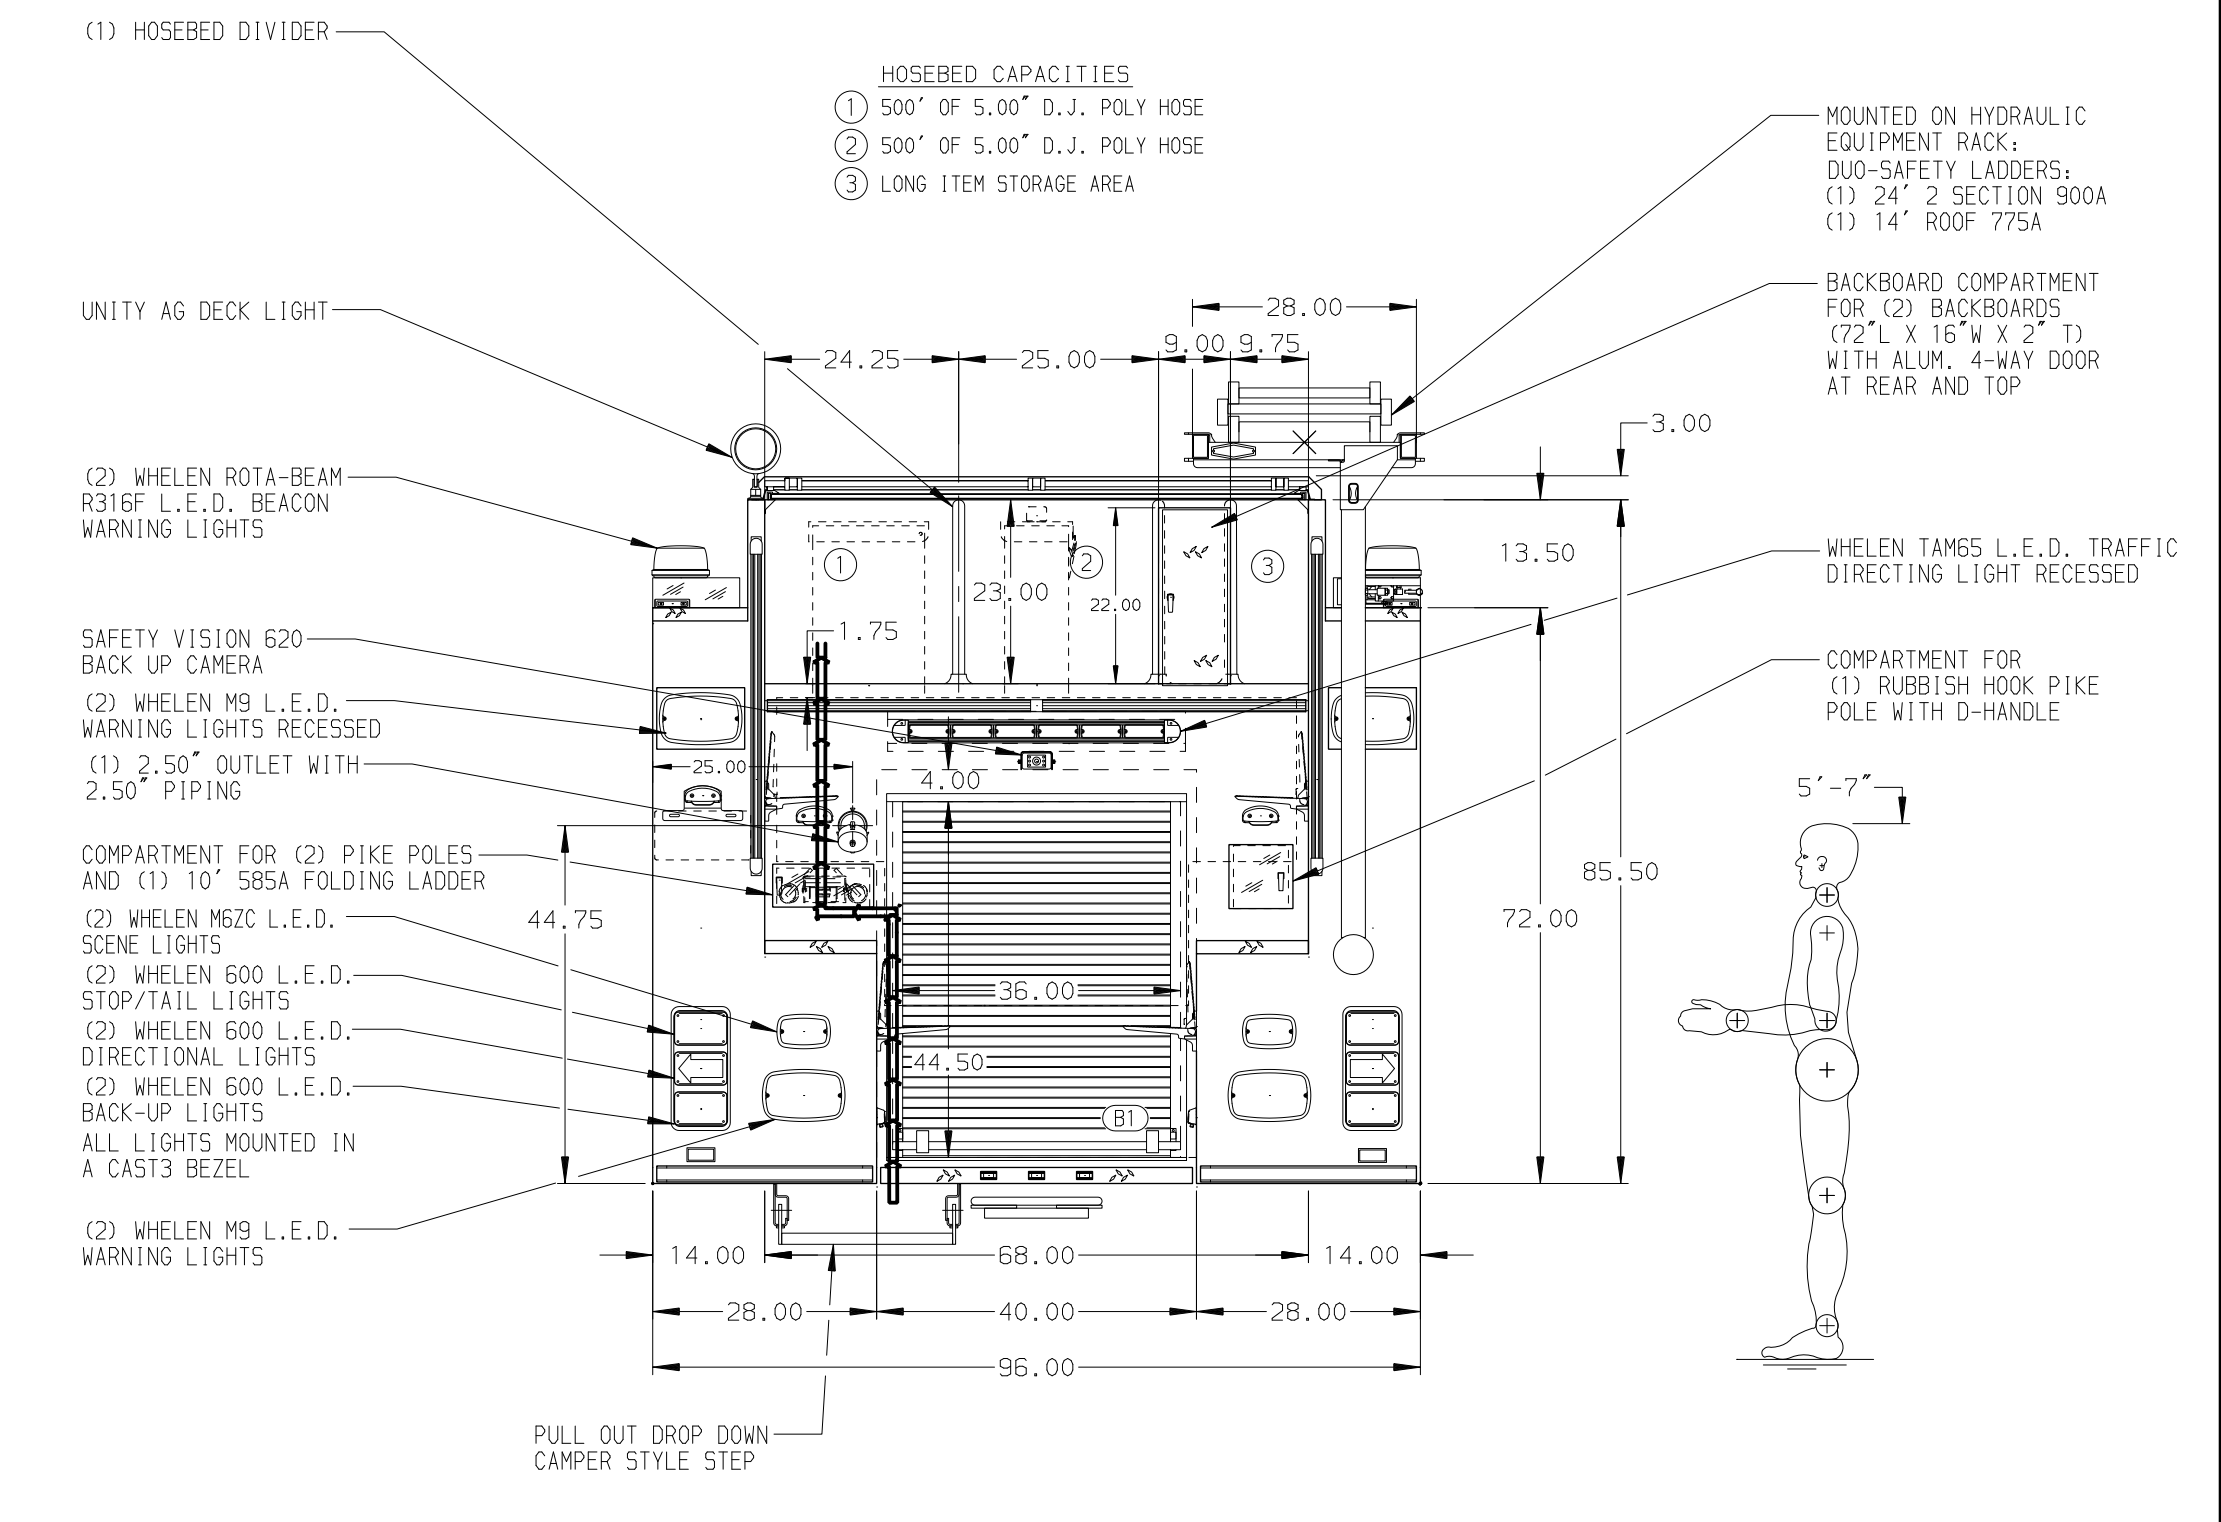 (1) HOSEBED DIVIDER
HOSEBED CAPACITIES
1 500' OF 5.00" D.J. POLY HOSE
2 500' OF 5.00" D.J. POLY HOSE
3 LONG ITEM STORAGE AREA
MOUNTED ON HYDRAULIC
EQUIPMENT RACK:
DUO-SAFETY LADDERS:
(1) 24' 2 SECTION 900A
(1) 14' ROOF 775A
BACKBOARD COMPARTMENT
FOR (2) BACKBOARDS
(72"L X 16"W X 2" T)
WITH ALUM. 4-WAY DOOR
AT REAR AND TOP
WHELEN TAM65 L.E.D. TRAFFIC
DIRECTING LIGHT RECESSED
COMPARTMENT FOR
(1) RUBBISH HOOK PIKE
POLE WITH D-HANDLE
UNITY AG DECK LIGHT
(2) WHELEN ROTA-BEAM
R316F L.E.D. BEACON
WARNING LIGHTS
SAFETY VISION 620
BACK UP CAMERA
(2) WHELEN M9 L.E.D.
WARNING LIGHTS RECESSED
(1) 2.50" OUTLET WITH
2.50" PIPING
COMPARTMENT FOR (2) PIKE POLES
AND (1) 10' 585A FOLDING LADDER
(2) WHELEN M6ZC L.E.D.
SCENE LIGHTS
(2) WHELEN 600 L.E.D.
STOP/TAIL LIGHTS
(2) WHELEN 600 L.E.D.
DIRECTIONAL LIGHTS
(2) WHELEN 600 L.E.D.
BACK-UP LIGHTS
ALL LIGHTS MOUNTED IN
A CAST3 BEZEL
(2) WHELEN M9 L.E.D.
WARNING LIGHTS
PULL OUT DROP DOWN
CAMPER STYLE STEP
28.00
24.25
25.00
9.00
9.75
3.00
13.50
1
2
3
23.00
22.00
1.75
25.00
4.00
5'-7"
85.50
72.00
44.75
36.00
44.50
B1
14.00
68.00
14.00
28.00
40.00
28.00
96.00